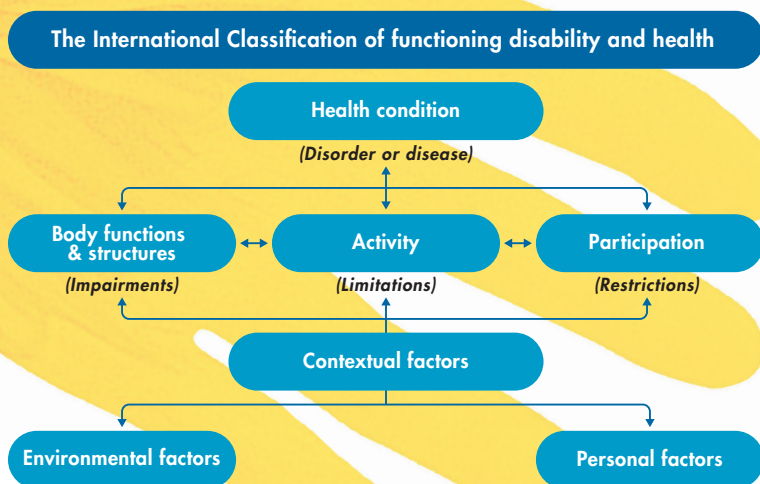 The International Classification of functioning disability and health
Health condition
(Disorder or disease)
Body functions
& structures
Activity
Participation
(Impairments)
(Limitations)
(Restrictions)
Contextual factors
Environmental factors
Personal factors